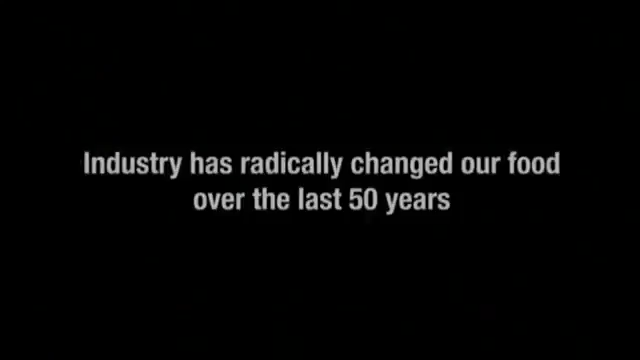 Industry has radically changed our food
over the last 50 years